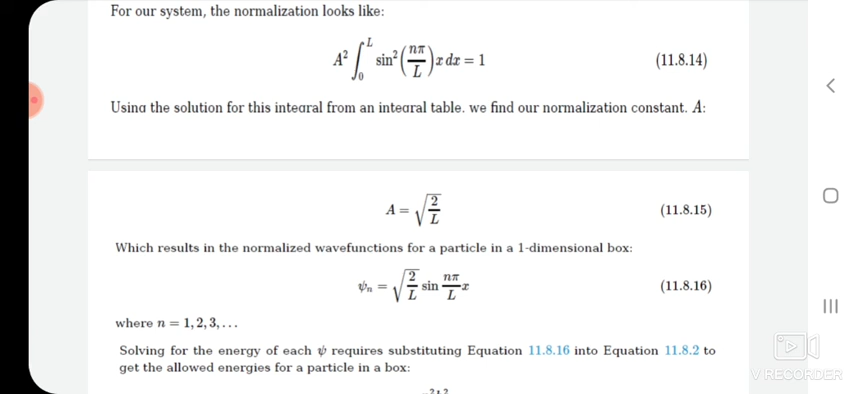 For our system, the normalization looks like:
A² ∫₀ᴸ sin² (nπ/L) x dx = 1 (11.8.14)
Using the solution for this integral from an integral table, we find our normalization constant, A:
A = √(2/L) (11.8.15)
Which results in the normalized wavefunctions for a particle in a 1-dimensional box:
ψₙ = √(2/L) sin nπ/L x (11.8.16)
where n = 1, 2, 3, …
Solving for the energy of each ψ requires substituting Equation 11.8.16 into Equation 11.8.2 to
get the allowed energies for a particle in a box:
V RECORDER